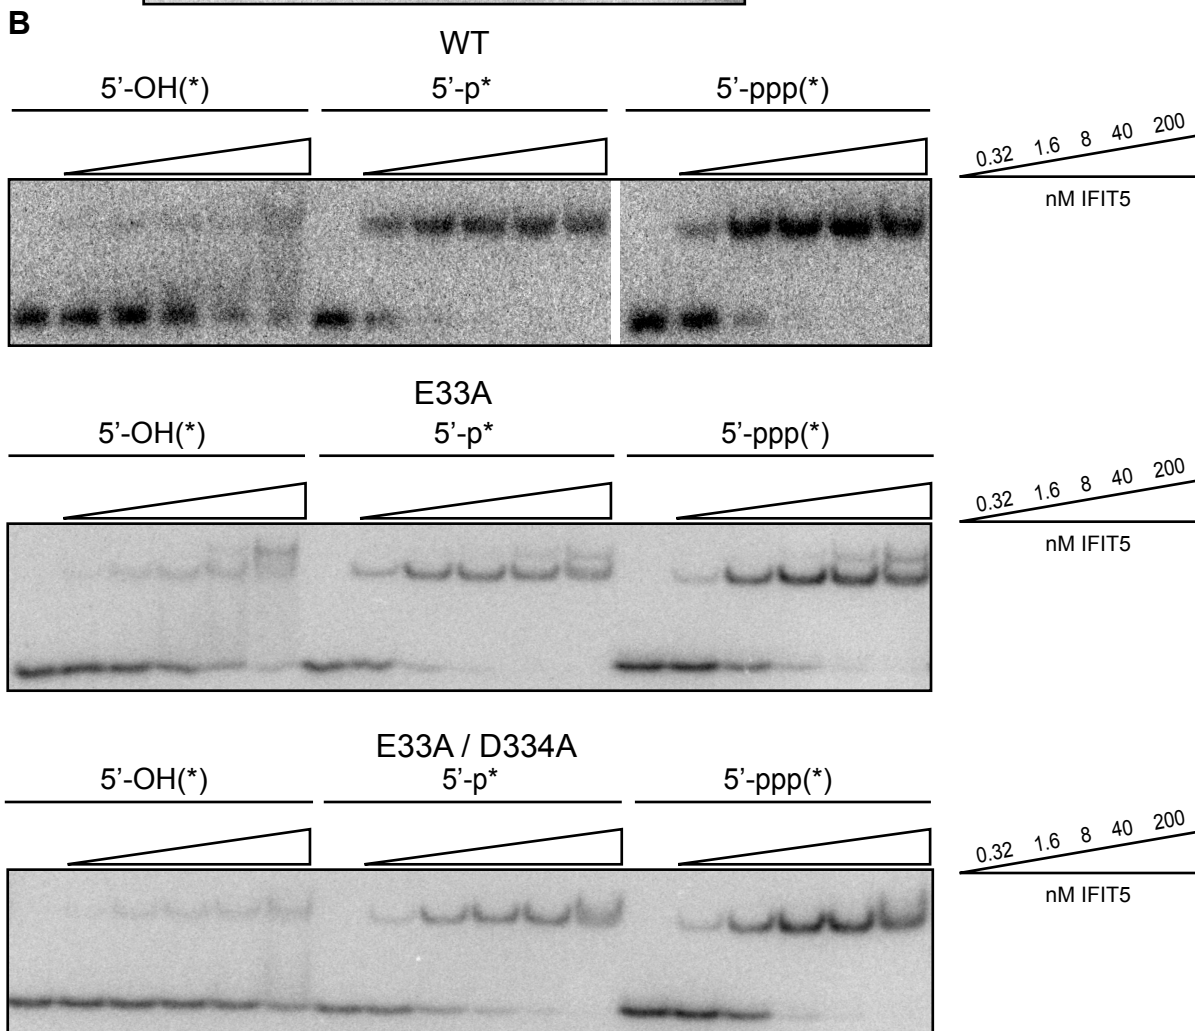 B
WT
5’-OH(*) 5’-p* 5’-ppp(*)
0.32 1.6 8 40 200
nM IFIT5
E33A
5’-OH(*) 5’-p* 5’-ppp(*)
0.32 1.6 8 40 200
nM IFIT5
E33A / D334A
5’-OH(*) 5’-p* 5’-ppp(*)
0.32 1.6 8 40 200
nM IFIT5